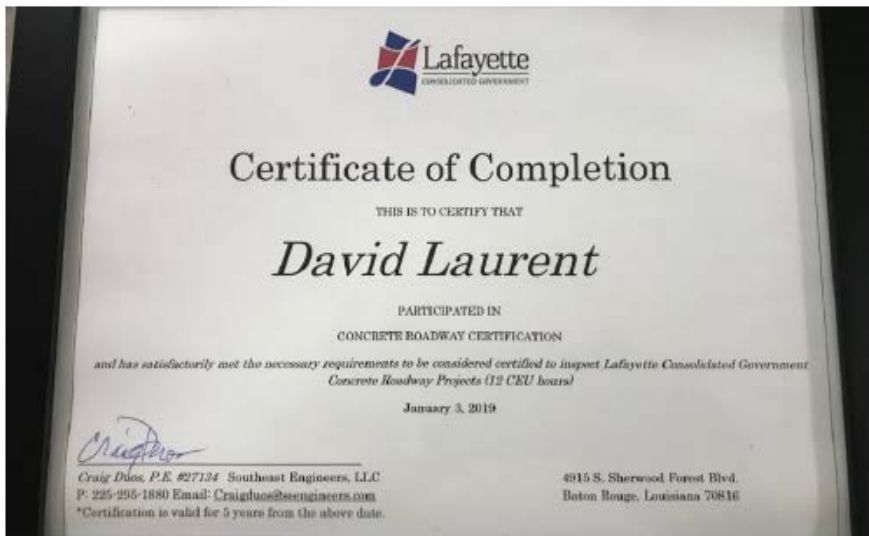 Lafayette
CONSOLIDATED GOVERNMENT
Certificate of Completion
THIS IS TO CERTIFY THAT
David Laurent
PARTICIPATED IN
CONCRETE ROADWAY CERTIFICATION
and has satisfactorily met the necessary requirements to be considered certified to inspect Lafayette Consolidated Government
Concrete Roadway Projects (12 CEU hours)
January 3, 2019
Craig Duos
Craig Duos, P.E. #27134 Southeast Engineers, LLC
P: 225-295-1880 Email: Craigduos@seengineers.com
*Certification is valid for 5 years from the above date.
4915 S. Sherwood Forest Blvd.
Baton Rouge, Louisiana 70816